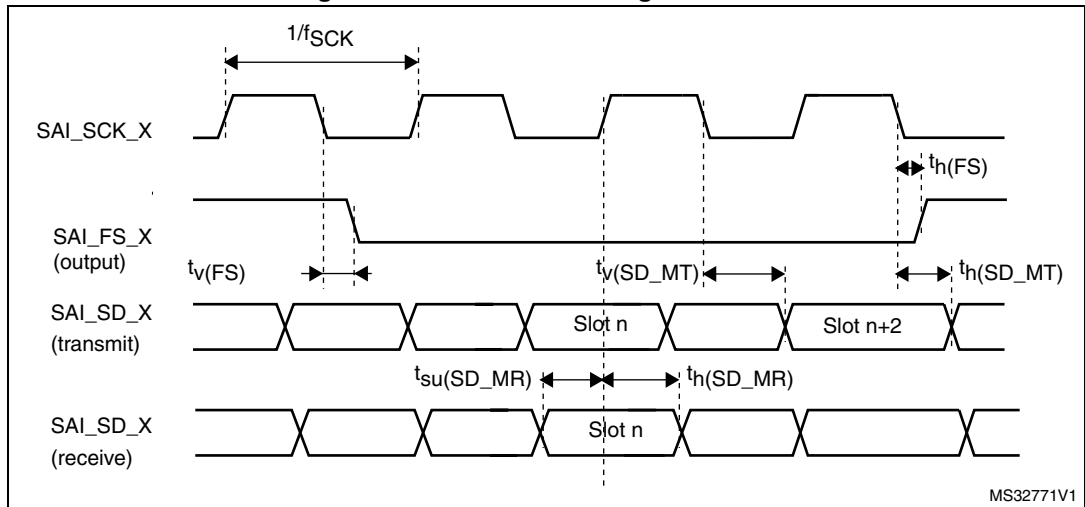 1/fSCK
SAI_SCK_X
th(FS)
SAI_FS_X
(output)
tv(FS)
tv(SD_MT)
th(SD_MT)
SAI_SD_X
(transmit)
Slot n
Slot n+2
tsu(SD_MR)
th(SD_MR)
SAI_SD_X
(receive)
Slot n
MS32771V1